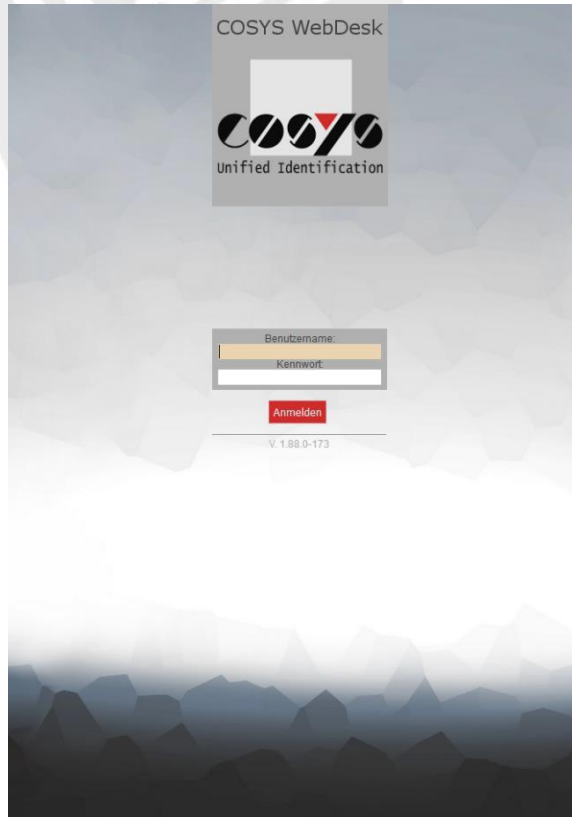 COSYS WebDesk
COSYS
Unified Identification
Benutzername:
Kennwort:
Anmelden
V. 1.88.0-173